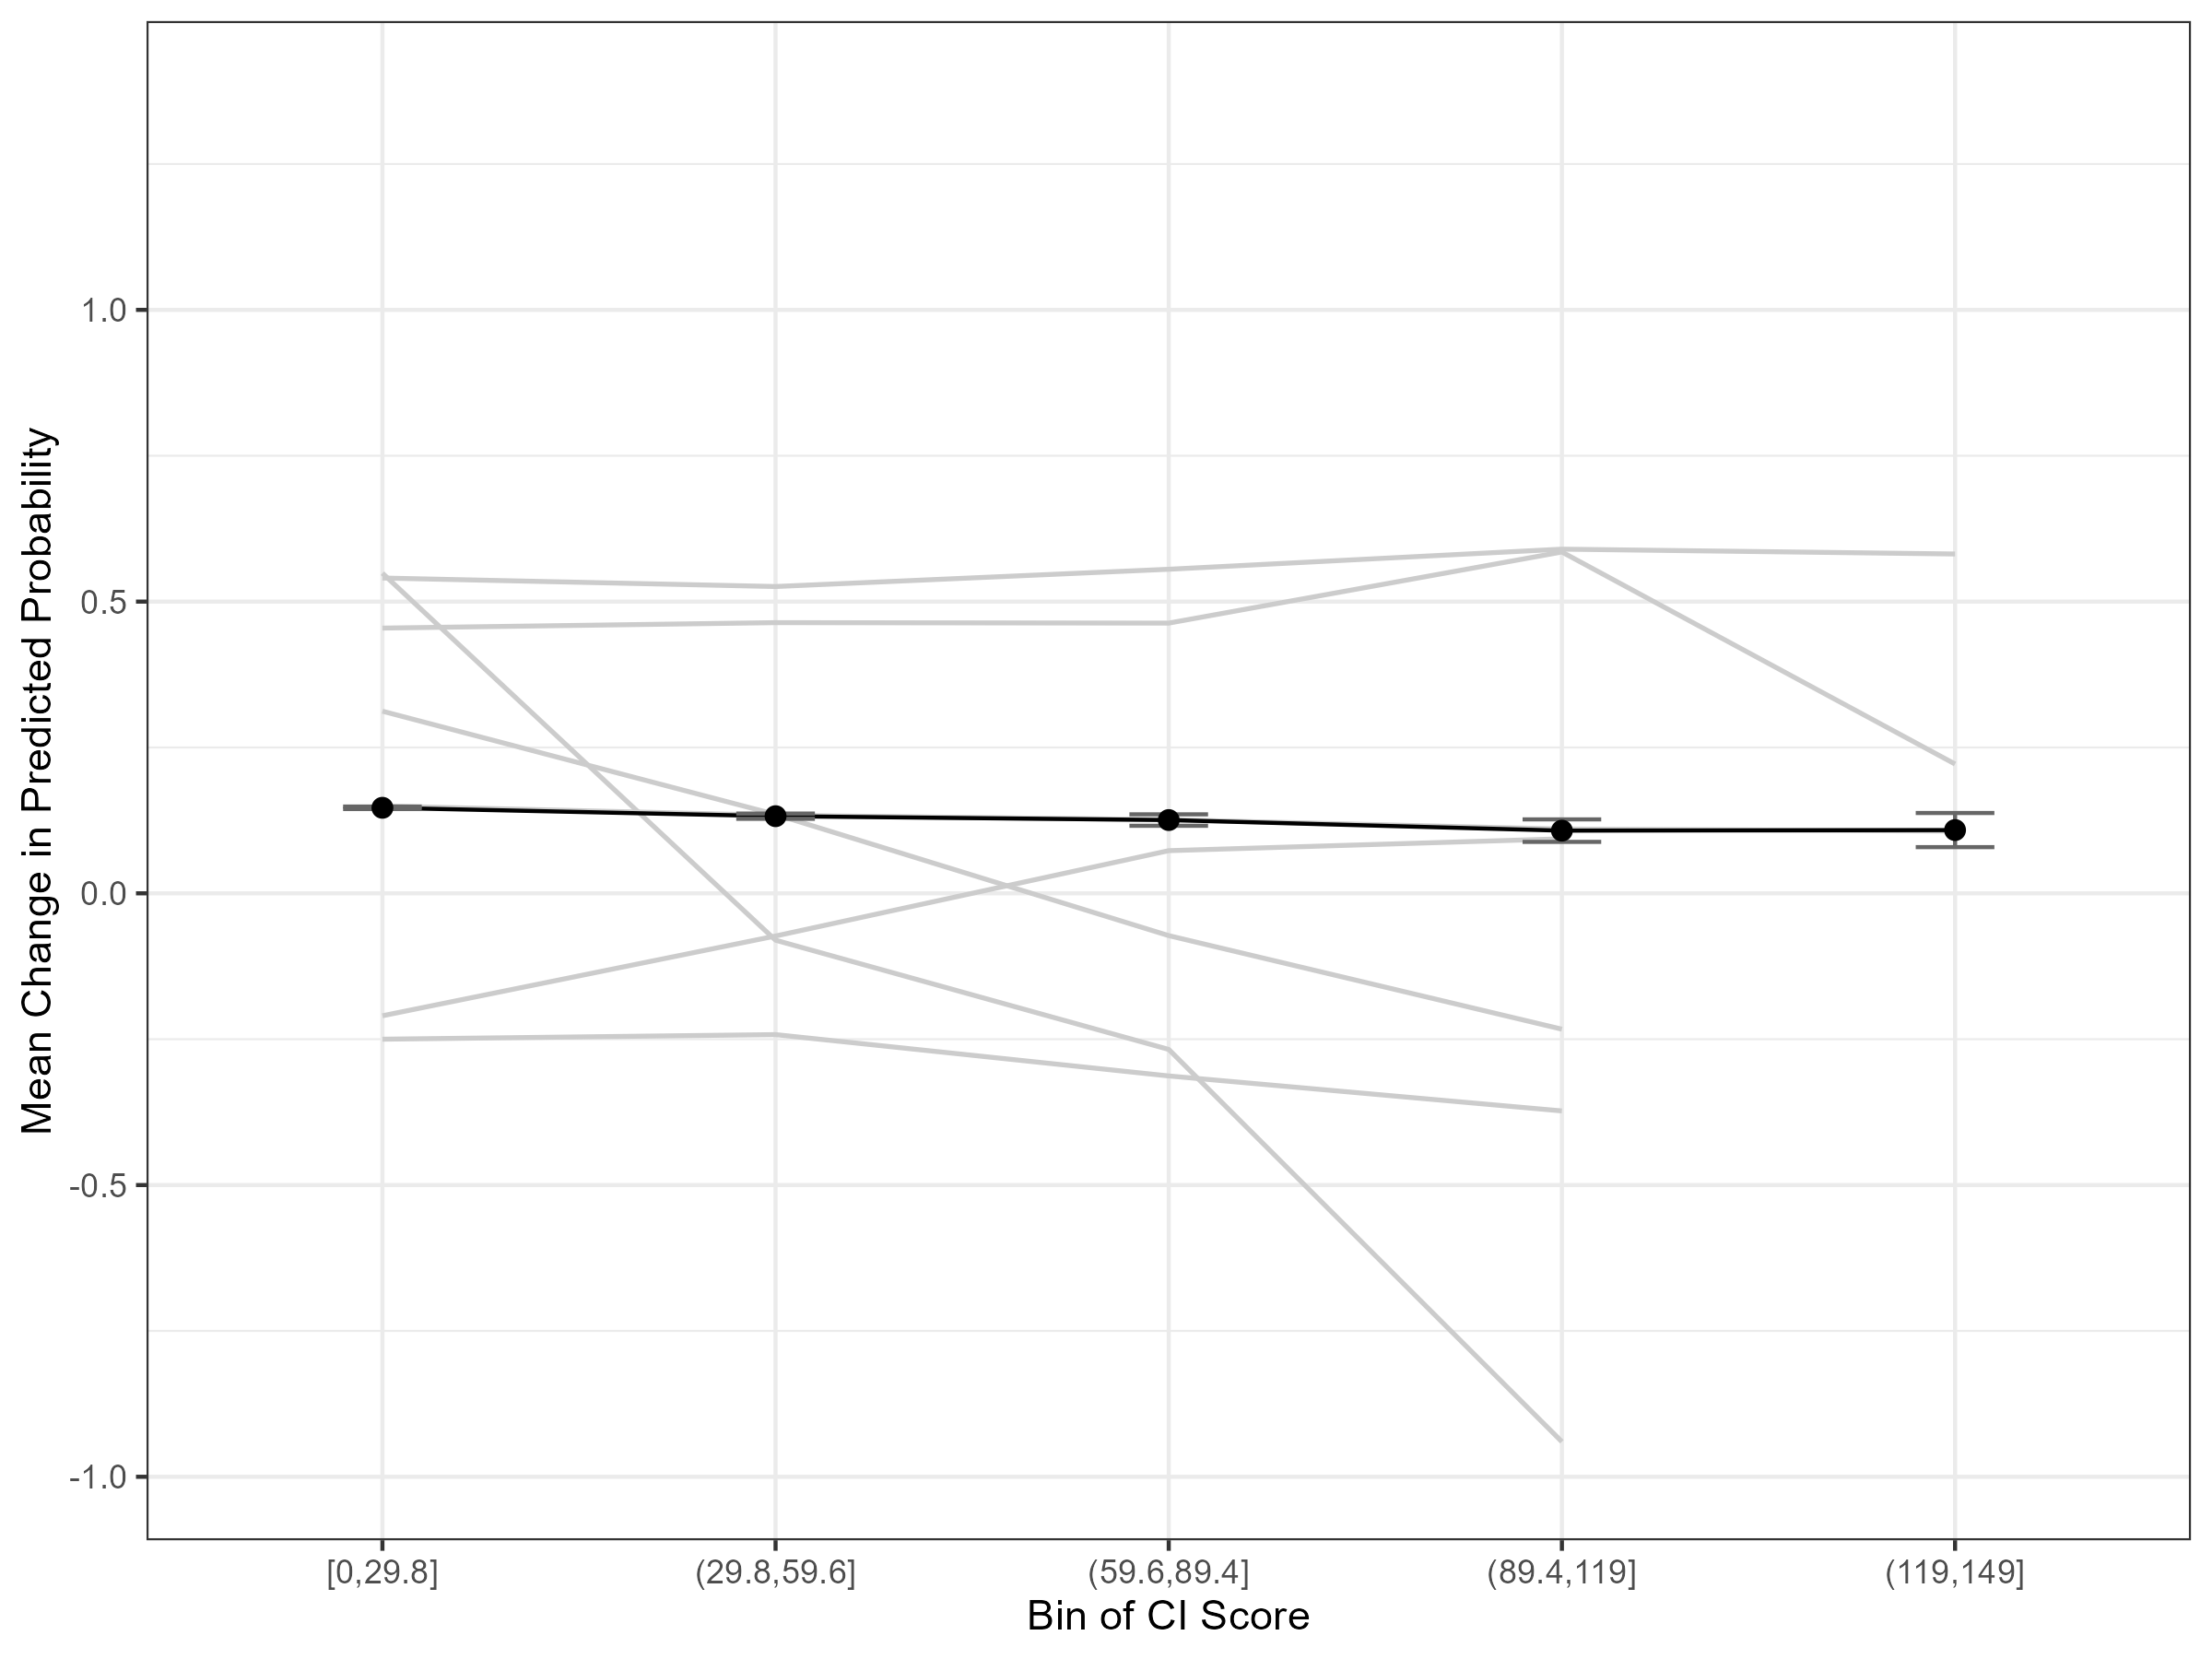 Mean Change in Predicted Probability
1.0
0.5
0.0
-0.5
-1.0
[0,29.8] (29.8,59.6] (59.6,89.4] (89.4,119] (119,149]
Bin of CI Score